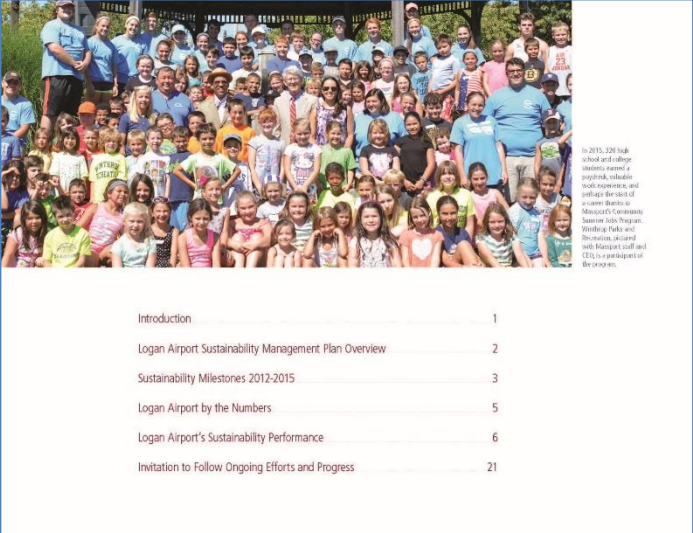 In 2015, 320 high
school and college
students earned a
paycheck, valuable
work experience, and
perhaps the start of
a career thanks to
Massport's Community
Summer Jobs Program.
Winthrop Parks and
Recreation, pictured
with Massport staff and
CEO, is a participant of
the program.
Introduction 1
Logan Airport Sustainability Management Plan Overview 2
Sustainability Milestones 2012-2015 3
Logan Airport by the Numbers 5
Logan Airport's Sustainability Performance 6
Invitation to Follow Ongoing Efforts and Progress 21